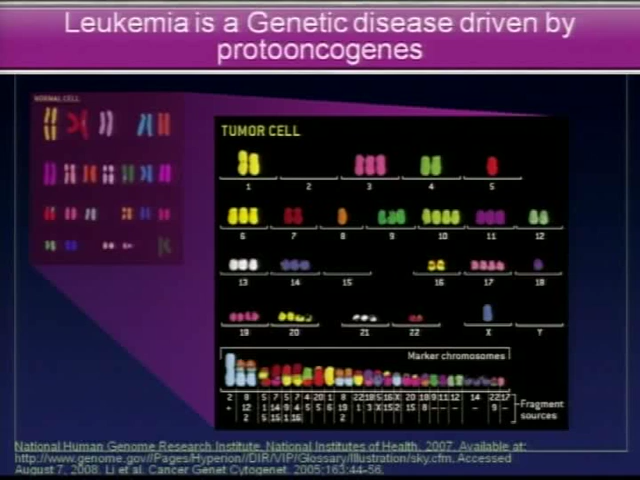 Leukemia is a Genetic disease driven by
protooncogenes
NORMAL CELL
TUMOR CELL
1 2 3 4 5
6 7 8 9 10 11 12
13 14 15 16 17 18
19 20 21 22 X Y
Marker chromosomes
Fragment
sources
National Human Genome Research Institute. National Institutes of Health, 2007. Available at:
http://www.genome.gov//Pages/Hyperion//DIR/VIP/Glossary/Illustration/sky.cfm. Accessed
August 7, 2008. Li et al. Cancer Genet Cytogenet. 2005;163:44-56.